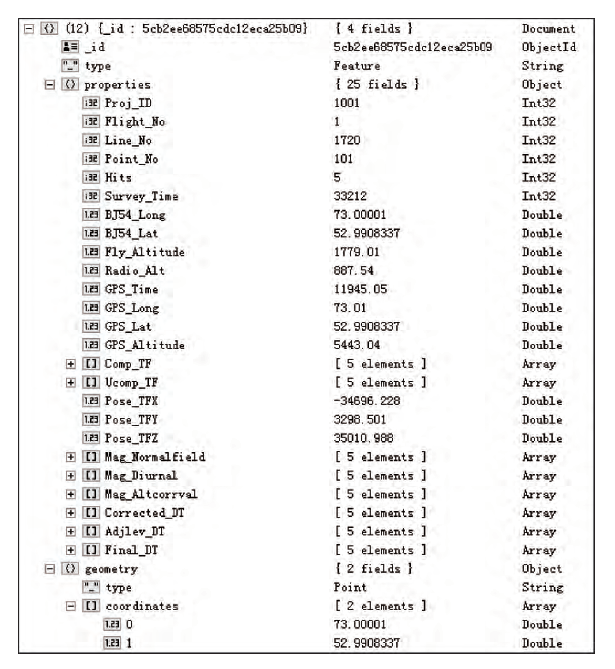 (12) {_id : 5cb2ee68575cdc12eca25b09} { 4 fields } Document
_id 5cb2ee68575cdc12eca25b09 ObjectId
type Feature String
properties { 25 fields } Object
Proj_ID 1001 Int32
Flight_No 1 Int32
Line_No 1720 Int32
Point_No 101 Int32
Hits 5 Int32
Survey_Time 33212 Int32
BJ54_Long 73.00001 Double
BJ54_Lat 52.9908337 Double
Fly_Altitude 1779.01 Double
Radio_Alt 887.54 Double
GPS_Time 11945.05 Double
GPS_Long 73.01 Double
GPS_Lat 52.9908337 Double
GPS_Altitude 5443.04 Double
Comp_TF [ 5 elements ] Array
Ucomp_TF [ 5 elements ] Array
Pose_TFX -34696.228 Double
Pose_TFY 3298.501 Double
Pose_TFZ 35010.988 Double
Mag_Normalfield [ 5 elements ] Array
Mag_Diurnal [ 5 elements ] Array
Mag_Altcorrval [ 5 elements ] Array
Corrected_DT [ 5 elements ] Array
Adjlev_DT [ 5 elements ] Array
Final_DT [ 5 elements ] Array
geometry { 2 fields } Object
type Point String
coordinates [ 2 elements ] Array
0 73.00001 Double
1 52.9908337 Double